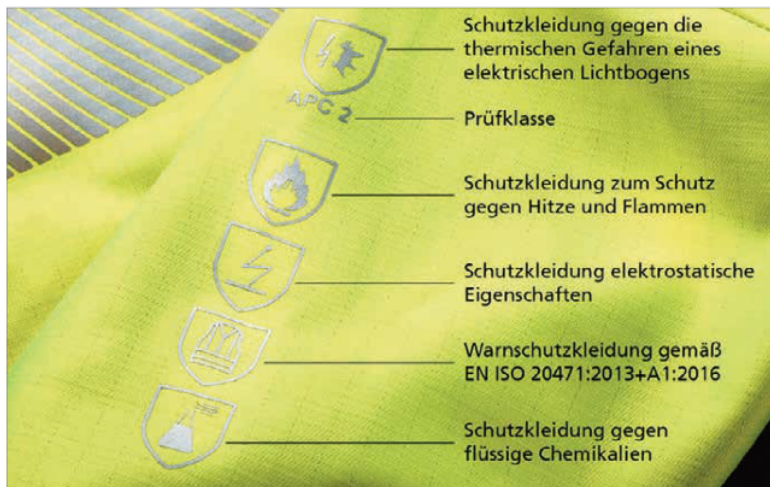 Schutzkleidung gegen die
thermischen Gefahren eines
elektrischen Lichtbogens
APC 2
Prüfklasse
Schutzkleidung zum Schutz
gegen Hitze und Flammen
Schutzkleidung elektrostatische
Eigenschaften
Warnschutzkleidung gemäß
EN ISO 20471:2013+A1:2016
Schutzkleidung gegen
flüssige Chemikalien